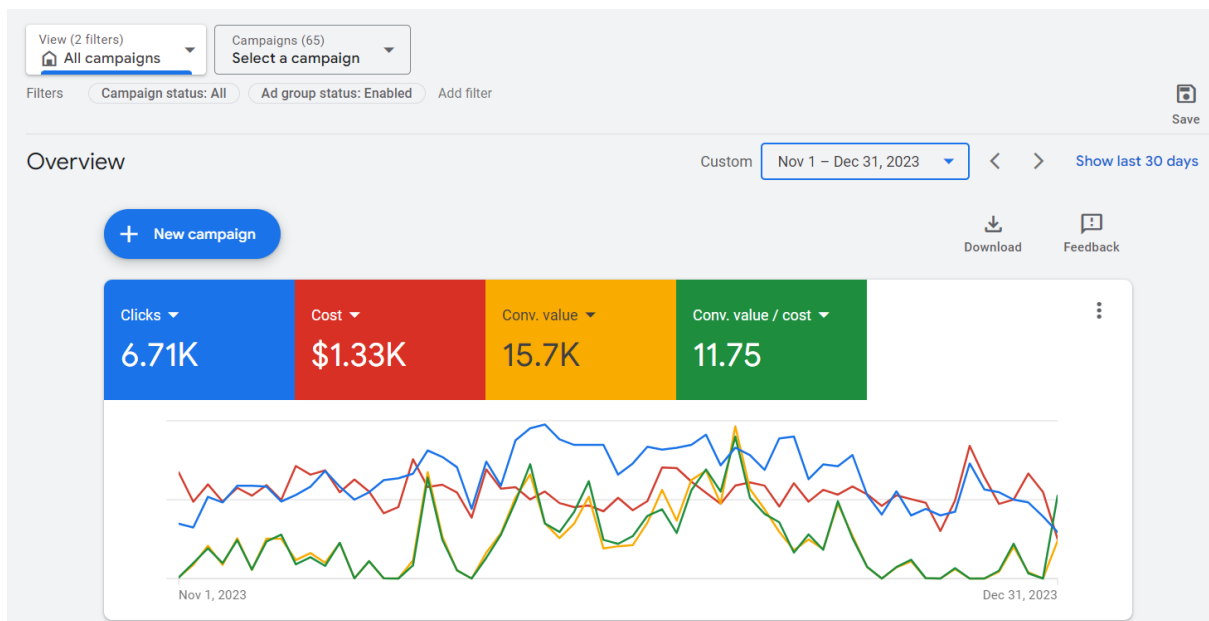 View (2 filters)
All campaigns
Campaigns (65)
Select a campaign
Filters
Campaign status: All
Ad group status: Enabled
Add filter
Save
Overview
Custom
Nov 1 – Dec 31, 2023
Show last 30 days
New campaign
Download
Feedback
Clicks
6.71K
Cost
$1.33K
Conv. value
15.7K
Conv. value / cost
11.75
Nov 1, 2023
Dec 31, 2023